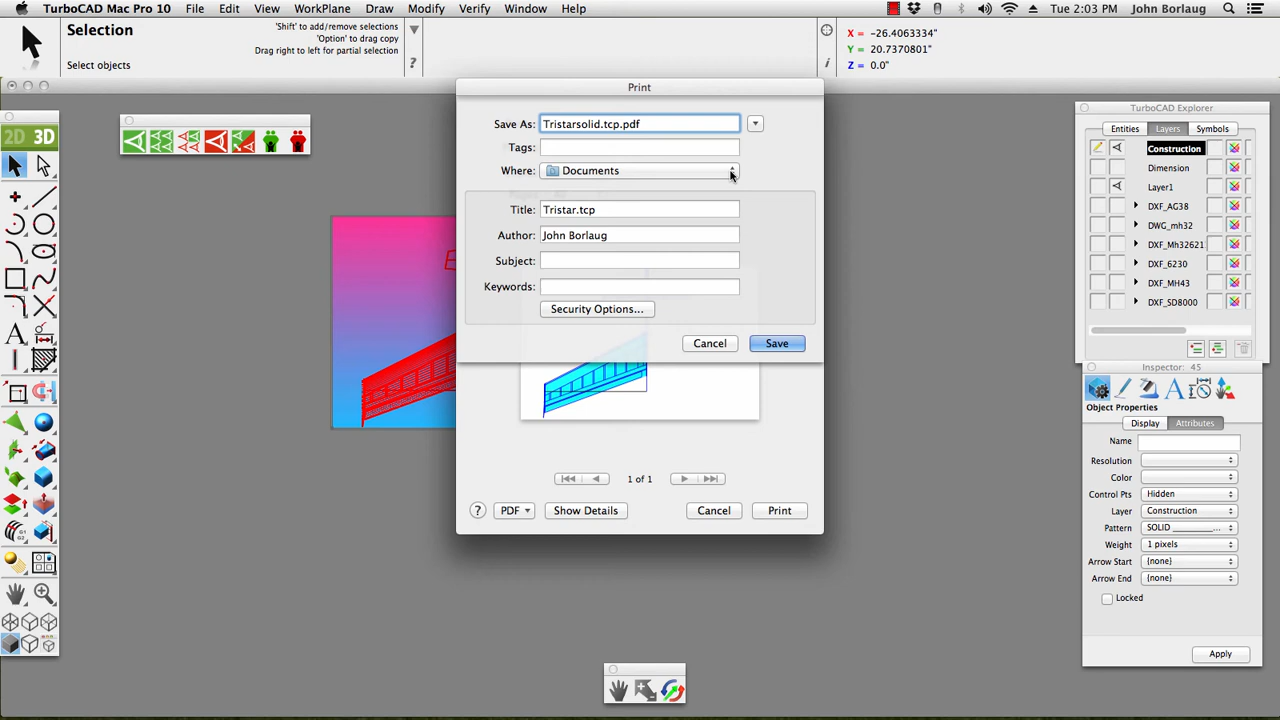 TurboCAD Mac Pro 10 File Edit View WorkPlane Draw Modify Verify Window Help Tue 2:03 PM John Borlaug
Selection
'Shift' to add/remove selections
'Option' to drag copy
Drag right to left for partial selection
Select objects
?
i
X = -26.4063334"
Y = 20.7370801"
Z = 0.0"
2D 3D
Print
Save As: Tristarsolid.tcp.pdf
Tags:
Where: Documents
Title: Tristar.tcp
Author: John Borlaug
Subject:
Keywords:
Security Options...
Cancel Save
1 of 1
? PDF Show Details Cancel Print
TurboCAD Explorer
Entities Layers Symbols
Construction
Dimension
Layer1
DXF_AG38
DWG_mh32
DXF_Mh32621
DXF_6230
DXF_MH43
DXF_SD8000
Inspector: 45
Object Properties
Display Attributes
Name
Resolution
Color
Control Pts Hidden
Layer Construction
Pattern SOLID _______...
Weight 1 pixels
Arrow Start {none}
Arrow End {none}
Locked
Apply